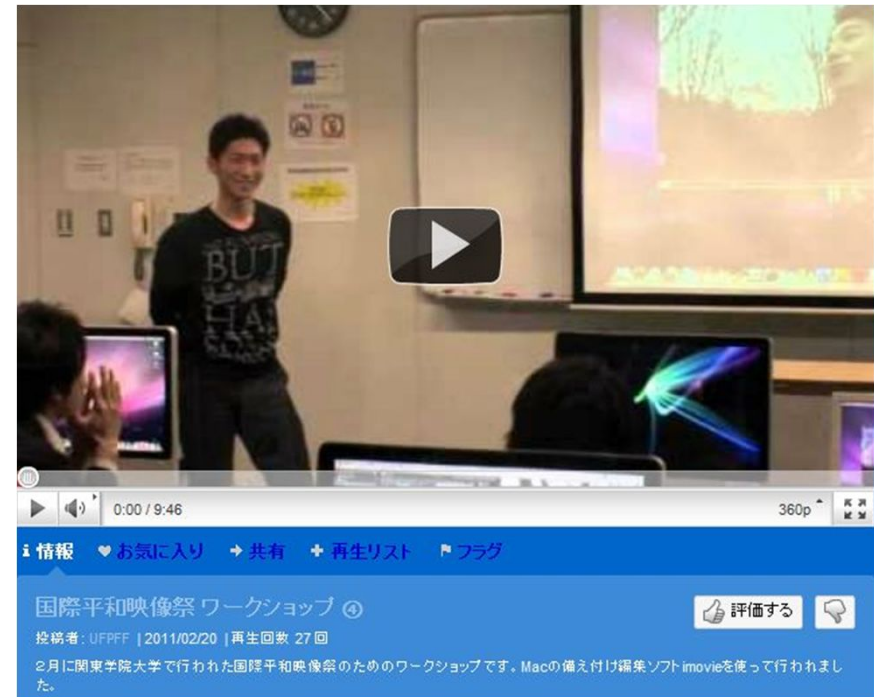 BUT
0:00 / 9:46
360p
情報 お気に入り 共有 再生リスト フラグ
国際平和映像祭 ワークショップ ④
評価する
投稿者: UFPFF | 2011/02/20 | 再生回数 27 回
2月に関東学院大学で行われた国際平和映像祭のためのワークショップです。Macの備え付け編集ソフトimovieを使って行われまし
た。